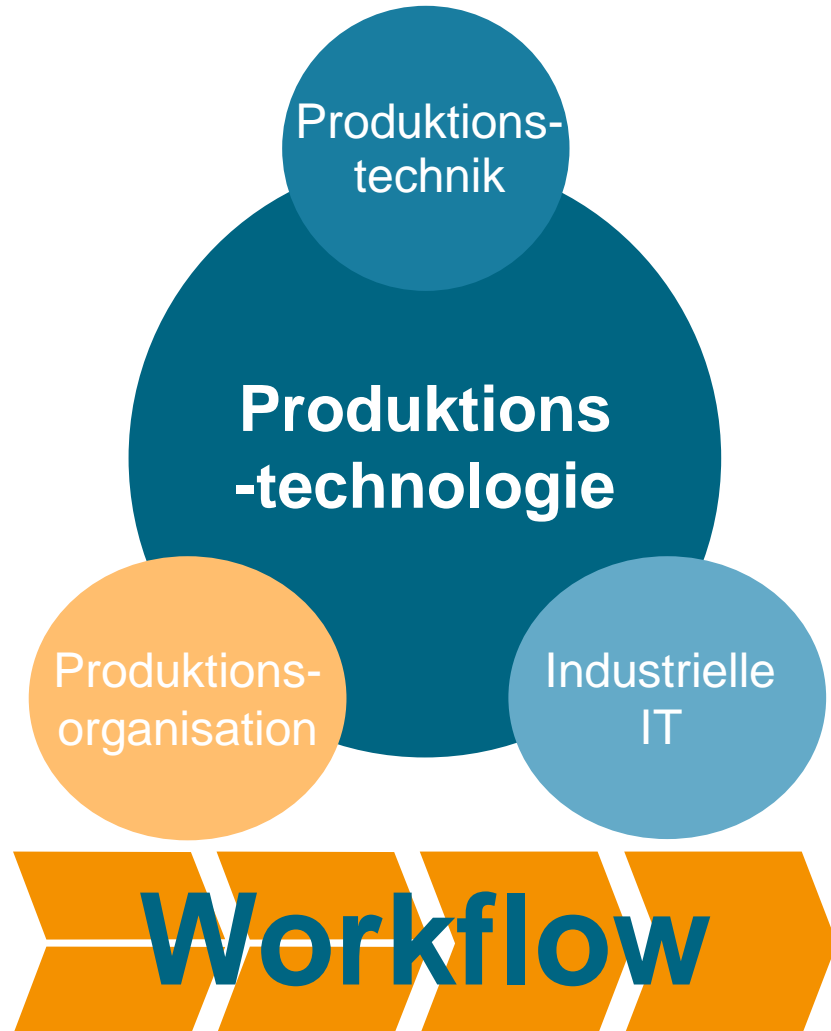 Produktions-
technik
Produktions
-technologie
Produktions-
organisation
Industrielle
IT
Workflow